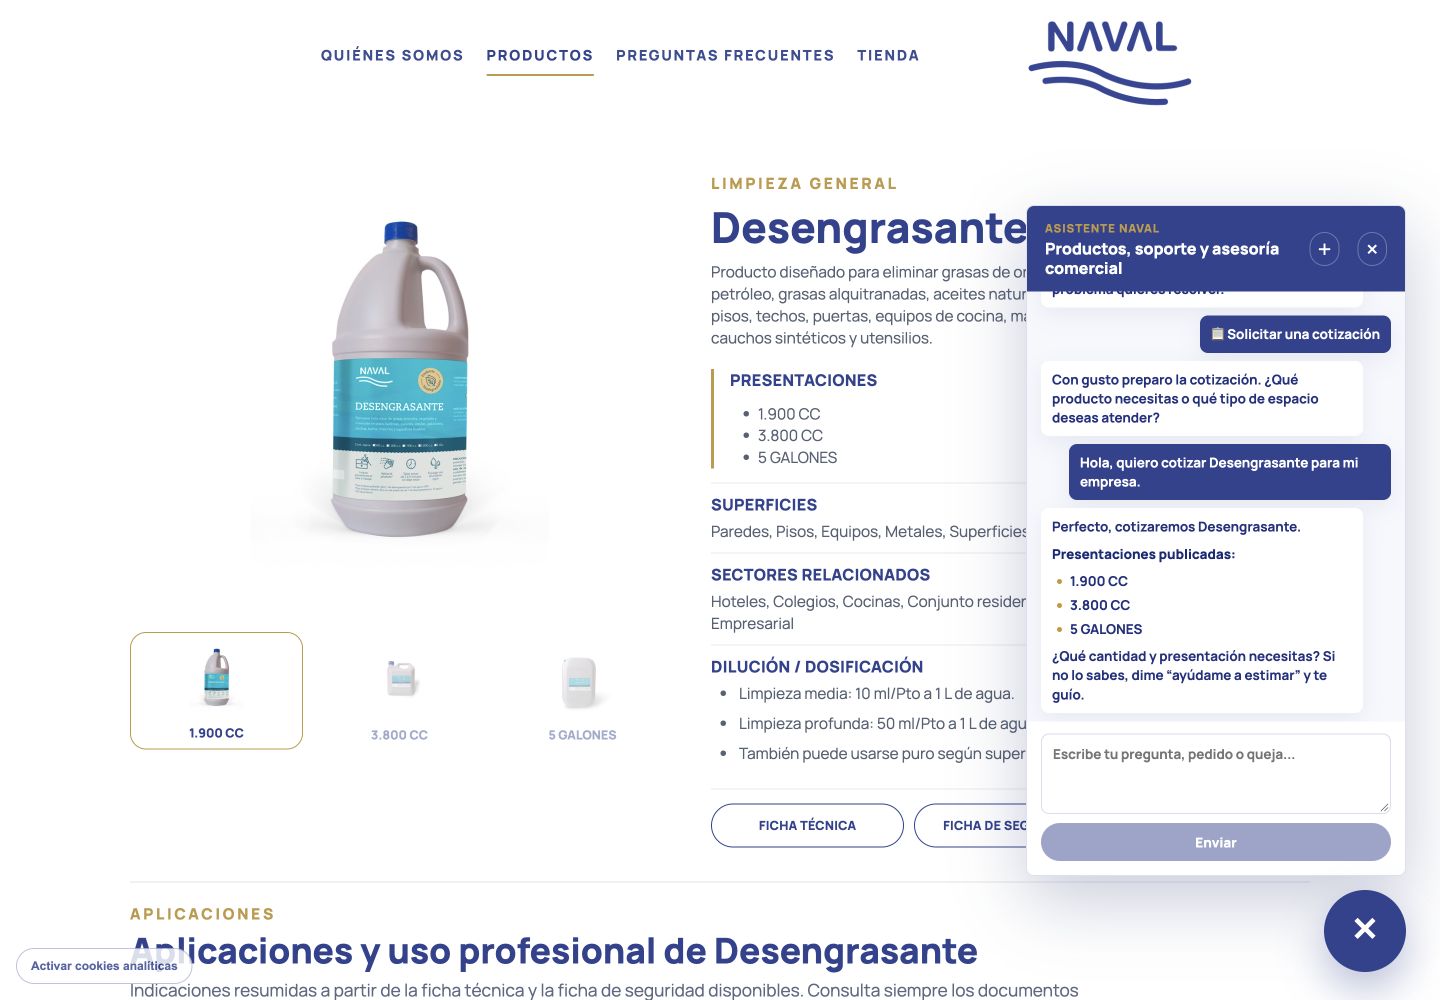 QUIÉNES SOMOS PRODUCTOS PREGUNTAS FRECUENTES TIENDA
NAVAL
LIMPIEZA GENERAL
Desengrasante
Producto diseñado para eliminar grasas de
petróleo, grasas alquitranadas, aceites
pisos, techos, puertas, equipos de cocina,
cauchos sintéticos y utensilios.
PRESENTACIONES
• 1.900 CC
• 3.800 CC
• 5 GALONES
SUPERFICIES
Paredes, Pisos, Equipos, Metales, Superficies
SECTORES RELACIONADOS
Hoteles, Colegios, Cocinas, Conjunto
Empresarial
DILUCIÓN / DOSIFICACIÓN
• Limpieza media: 10 ml/Pto a 1 L de agua.
• Limpieza profunda: 50 ml/Pto a 1 L de
• También puede usarse puro según
FICHA TÉCNICA
FICHA DE
NAVAL
DESENGRASANTE
1.900 CC
3.800 CC
5 GALONES
APLICACIONES
Aplicaciones y uso profesional de Desengrasante
Indicaciones resumidas a partir de la ficha técnica y la ficha de seguridad disponibles. Consulta siempre los documentos
Activar cookies analíticas
ASISTENTE NAVAL
Productos, soporte y asesoría
comercial
+
×
problema quieres resolver.
📋 Solicitar una cotización
Con gusto preparo la cotización. ¿Qué
producto necesitas o qué tipo de espacio
deseas atender?
Hola, quiero cotizar Desengrasante para mi
empresa.
Perfecto, cotizaremos Desengrasante.
Presentaciones publicadas:
• 1.900 CC
• 3.800 CC
• 5 GALONES
¿Qué cantidad y presentación necesitas? Si
no lo sabes, dime “ayúdame a estimar” y te
guío.
Escribe tu pregunta, pedido o queja...
Enviar
×